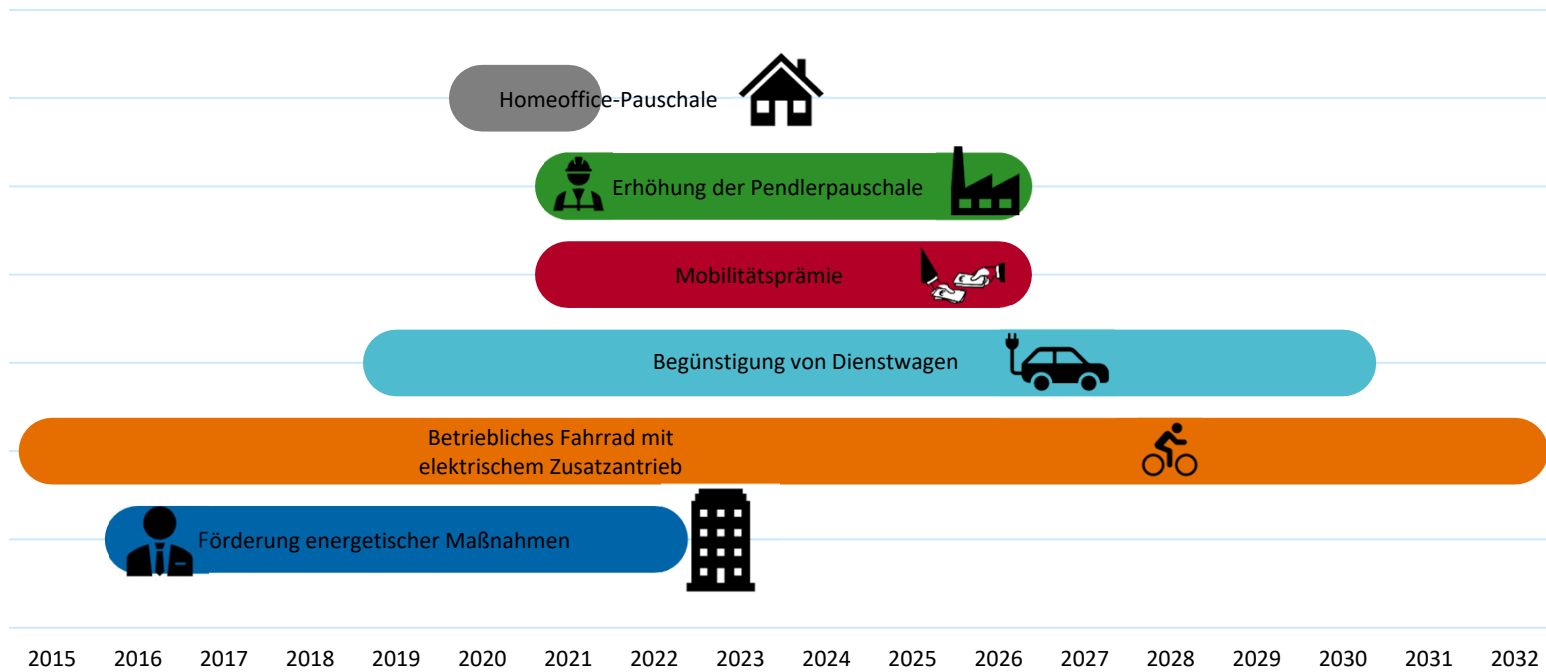 Homeoffice-Pauschale
Erhöhung der Pendlerpauschale
Mobilitätsprämie
Begünstigung von Dienstwagen
Betriebliches Fahrrad mit
elektrischem Zusatzantrieb
Förderung energetischer Maßnahmen
2015 2016 2017 2018 2019 2020 2021 2022 2023 2024 2025 2026 2027 2028 2029 2030 2031 2032